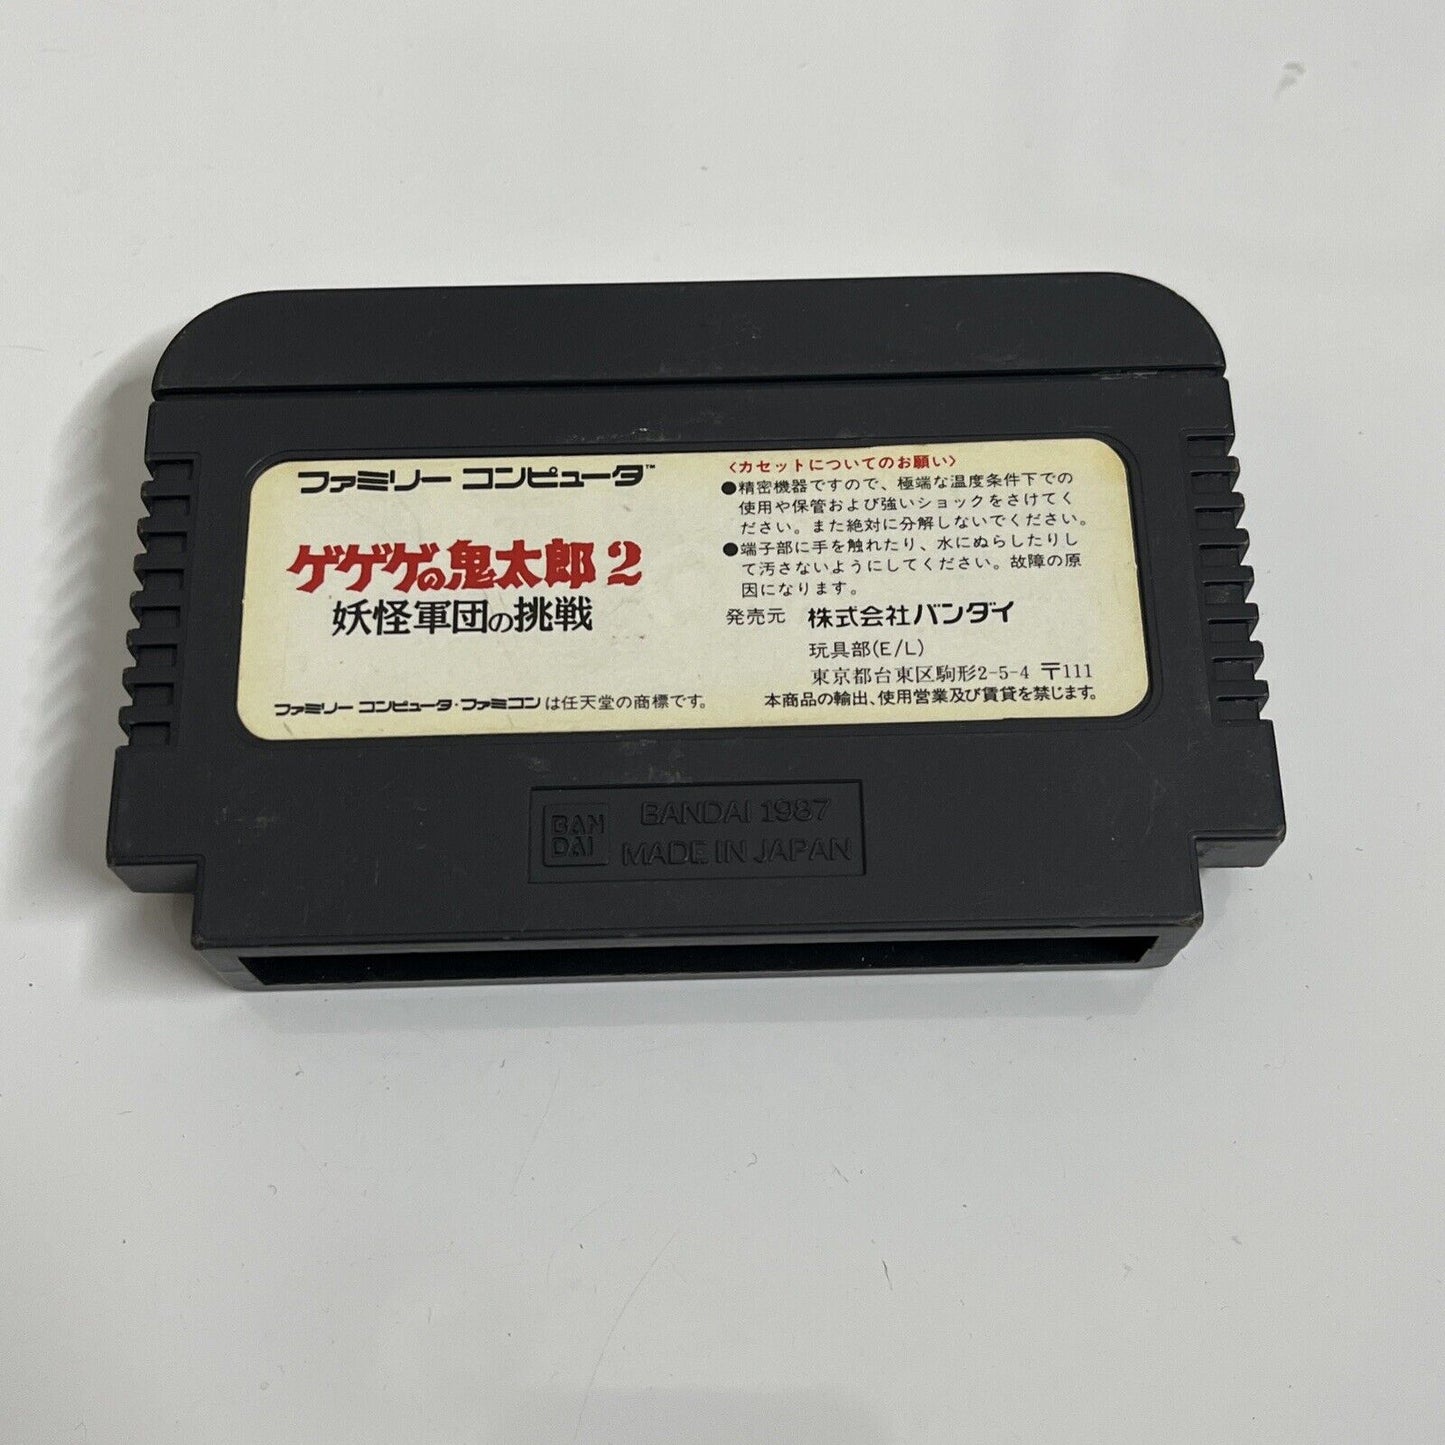 ファミリー コンピュータ™
ゲゲゲの鬼太郎2
妖怪軍団の挑戦
ファミリー コンピュータ・ファミコンは任天堂の商標です。
〈カセットについてのお願い〉
●精密機器ですので、極端な温度条件下での
使用や保管および強いショックをさけてく
ださい。また絶対に分解しないでください。
●端子部に手を触れたり、水にぬらしたりし
て汚さないようにしてください。故障の原
因になります。
発売元 株式会社バンダイ
玩具部(E/L)
東京都台東区駒形2-5-4 〒111
本商品の輸出、使用営業及び賃貸を禁じます。
BAN
DAI
BANDAI 1987
MADE IN JAPAN